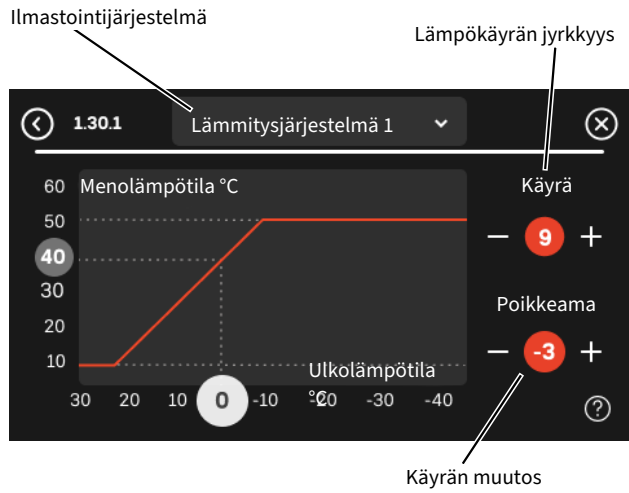 Ilmastointijärjestelmä
Lämpökäyrän jyrkkyys
1.30.1
Lämmitysjärjestelmä 1
60
Menolämpötila °C
Käyrä
50
9
40
30
Poikkeama
20
-3
10
Ulkolämpötila
°C
30 20 10 0 -10 -20 -30 -40
?
Käyrän muutos